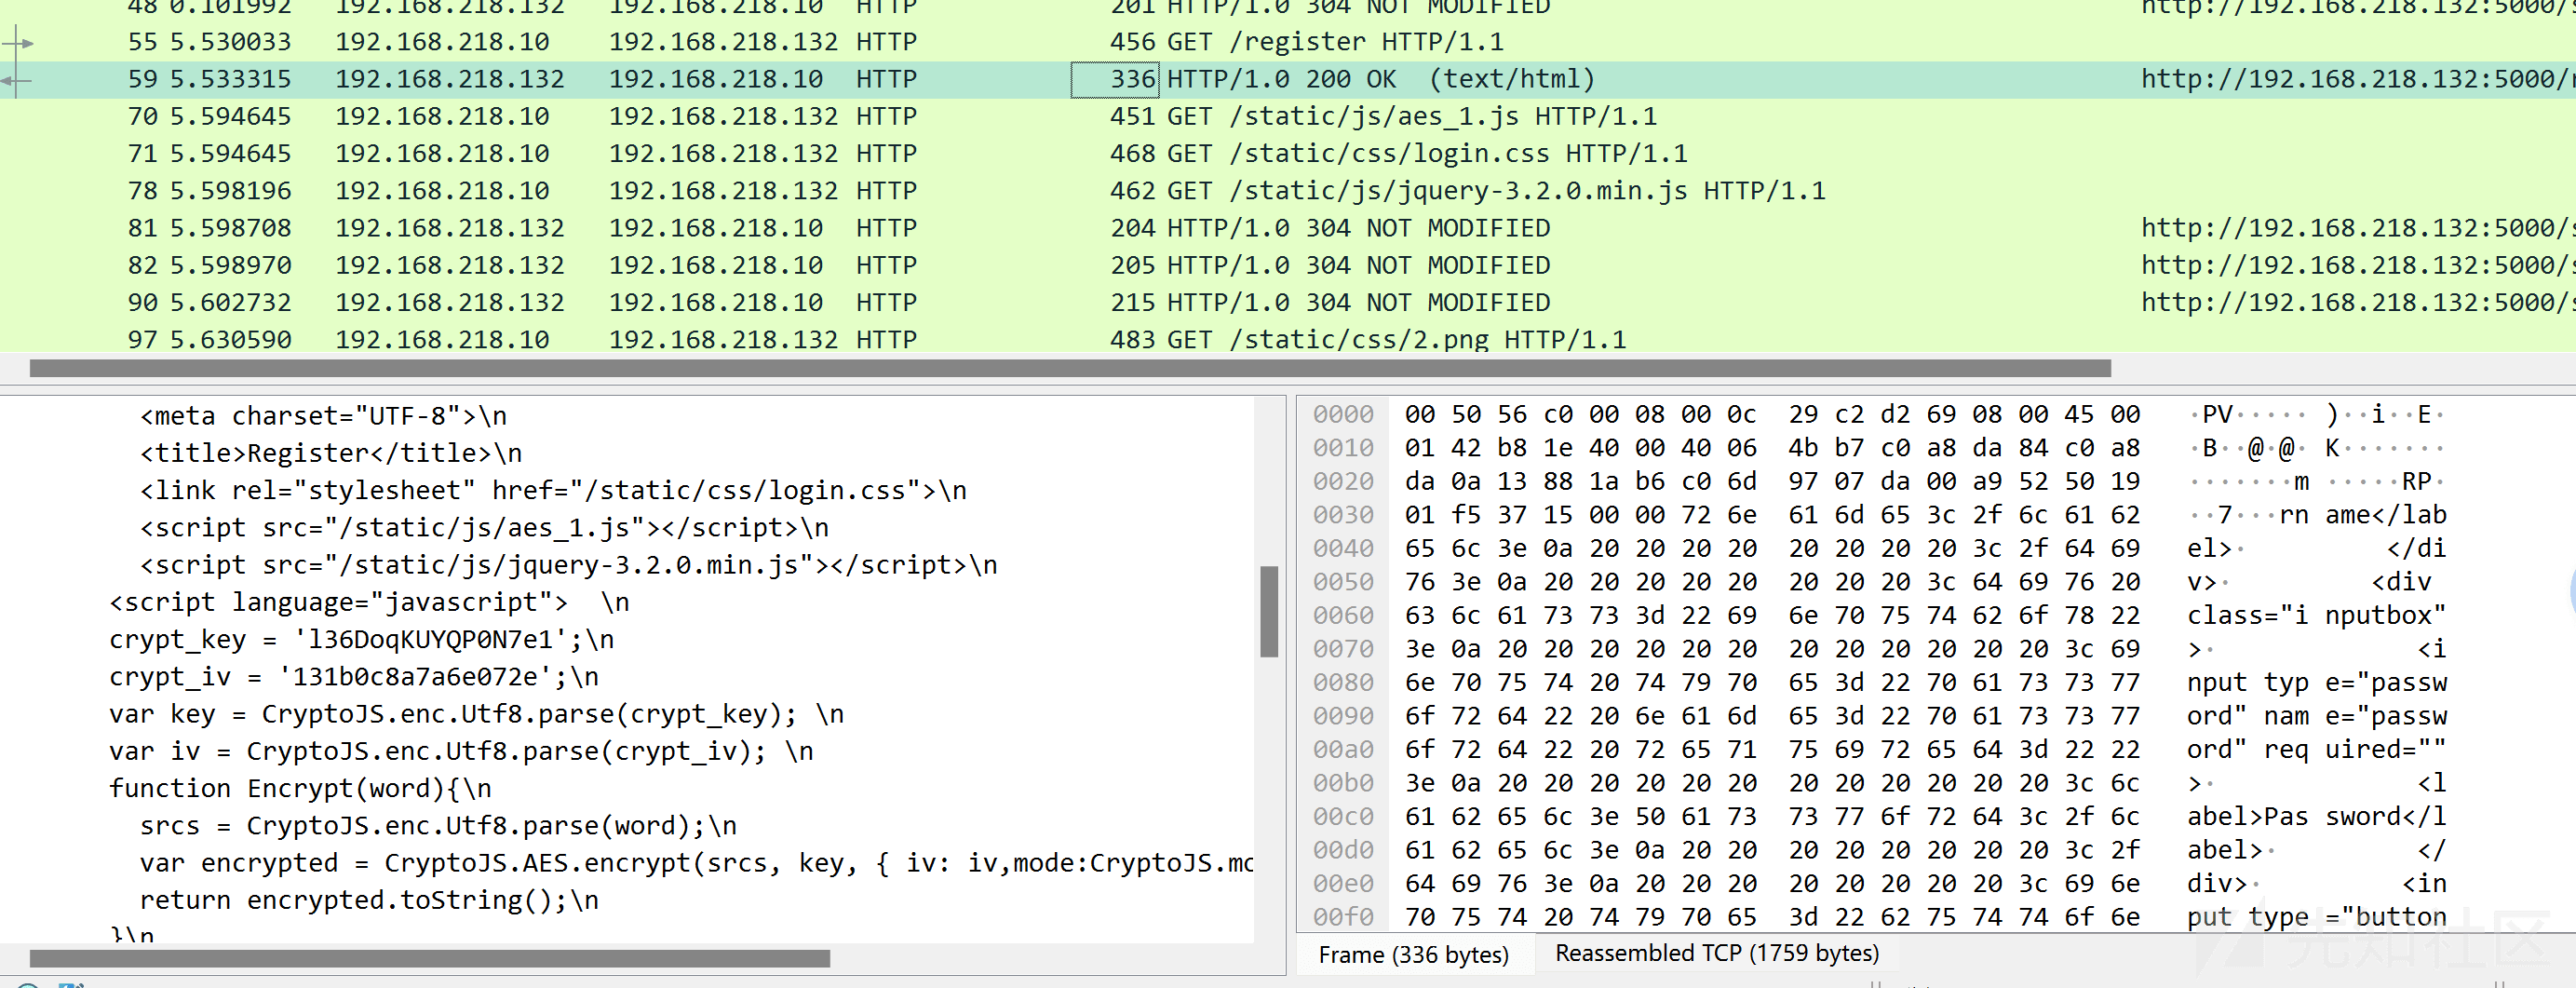 48 0.101992 192.168.218.132 192.168.218.10 HTTP 201 HTTP/1.0 304 NOT MODIFIED http://192.168.218.132:5000/s
55 5.530033 192.168.218.10 192.168.218.132 HTTP 456 GET /register HTTP/1.1
59 5.533315 192.168.218.132 192.168.218.10 HTTP 336 HTTP/1.0 200 OK (text/html) http://192.168.218.132:5000/r
70 5.594645 192.168.218.10 192.168.218.132 HTTP 451 GET /static/js/aes_1.js HTTP/1.1
71 5.594645 192.168.218.10 192.168.218.132 HTTP 468 GET /static/css/login.css HTTP/1.1
78 5.598196 192.168.218.10 192.168.218.132 HTTP 462 GET /static/js/jquery-3.2.0.min.js HTTP/1.1
81 5.598708 192.168.218.132 192.168.218.10 HTTP 204 HTTP/1.0 304 NOT MODIFIED http://192.168.218.132:5000/s
82 5.598970 192.168.218.132 192.168.218.10 HTTP 205 HTTP/1.0 304 NOT MODIFIED http://192.168.218.132:5000/s
90 5.602732 192.168.218.132 192.168.218.10 HTTP 215 HTTP/1.0 304 NOT MODIFIED http://192.168.218.132:5000/s
97 5.630590 192.168.218.10 192.168.218.132 HTTP 483 GET /static/css/2.png HTTP/1.1
<meta charset="UTF-8">\n
<title>Register</title>\n
<link rel="stylesheet" href="/static/css/login.css">\n
<script src="/static/js/aes_1.js"></script>\n
<script src="/static/js/jquery-3.2.0.min.js"></script>\n
<script language="javascript">  \n
crypt_key = 'l36DoqKUYQP0N7e1';\n
crypt_iv = '131b0c8a7a6e072e';\n
var key = CryptoJS.enc.Utf8.parse(crypt_key); \n
var iv = CryptoJS.enc.Utf8.parse(crypt_iv); \n
function Encrypt(word){\n
srcs = CryptoJS.enc.Utf8.parse(word);\n
var encrypted = CryptoJS.AES.encrypt(srcs, key, { iv: iv,mode:CryptoJS.mo
return encrypted.toString();\n
}\n
0000 00 50 56 c0 00 08 00 0c 29 c2 d2 69 08 00 45 00 ·PV····· )··i··E·
0010 01 42 b8 1e 40 00 40 06 4b b7 c0 a8 da 84 c0 a8 ·B··@·@· K·······
0020 da 0a 13 88 1a b6 c0 6d 97 07 da 00 a9 52 50 19 ·······m ·····RP·
0030 01 f5 37 15 00 00 72 6e 61 6d 65 3c 2f 6c 61 62 ··7···rn ame</lab
0040 65 6c 3e 0a 20 20 20 20 20 20 20 20 3c 2f 64 69 el>· </di
0050 76 3e 0a 20 20 20 20 20 20 20 20 3c 64 69 76 20 v>· <div
0060 63 6c 61 73 73 3d 22 69 6e 70 75 74 62 6f 78 22 class="i nputbox"
0070 3e 0a 20 20 20 20 20 20 20 20 20 20 20 20 3c 69 >· <i
0080 6e 70 75 74 20 74 79 70 65 3d 22 70 61 73 73 77 nput typ e="passw
0090 6f 72 64 22 20 6e 61 6d 65 3d 22 70 61 73 73 77 ord" nam e="passw
00a0 6f 72 64 22 20 72 65 71 75 69 72 65 64 3d 22 22 ord" req uired=""
00b0 3e 0a 20 20 20 20 20 20 20 20 20 20 20 20 3c 6c >· <l
00c0 61 62 65 6c 3e 50 61 73 73 77 6f 72 64 3c 2f 6c abel>Pas sword</l
00d0 61 62 65 6c 3e 0a 20 20 20 20 20 20 20 20 3c 2f abel>· </
00e0 64 69 76 3e 0a 20 20 20 20 20 20 20 20 3c 69 6e div>· <in
00f0 70 75 74 20 74 79 70 65 3d 22 62 75 74 74 6f 6e put type ="button
Frame (336 bytes) Reassembled TCP (1759 bytes)
先知社区